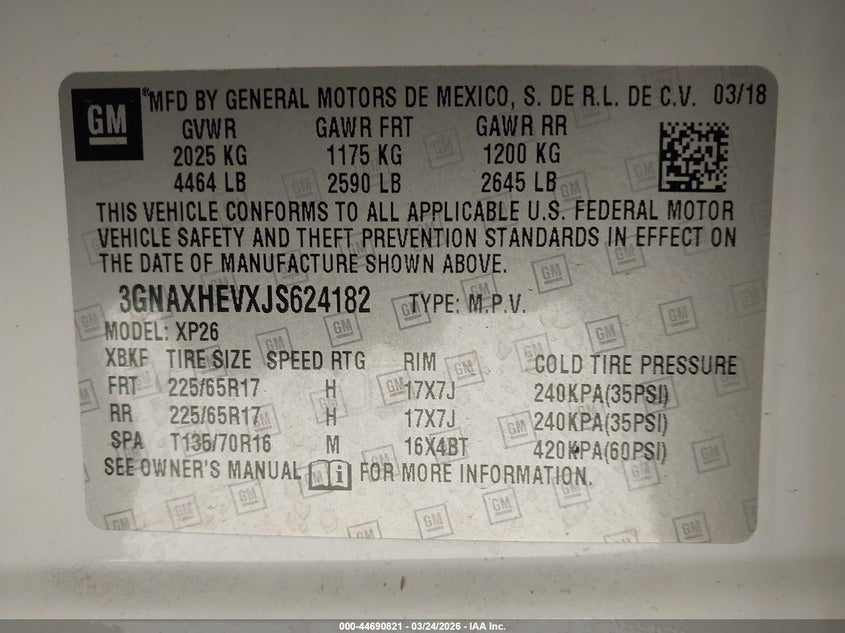 GM
®MFD BY GENERAL MOTORS DE MEXICO, S. DE R.L. DE C.V. 03/18
GVWR GAWR FRT GAWR RR
2025 KG 1175 KG 1200 KG
4464 LB 2590 LB 2645 LB
THIS VEHICLE CONFORMS TO ALL APPLICABLE U.S. FEDERAL MOTOR
VEHICLE SAFETY AND THEFT PREVENTION STANDARDS IN EFFECT ON
THE DATE OF MANUFACTURE SHOWN ABOVE.
3GNAXHEVXJS624182 TYPE: M.P.V.
MODEL: XP26
XBKF TIRE SIZE SPEED RTG RIM COLD TIRE PRESSURE
FRT 225/65R17 H 17X7J 240KPA(35PSI)
RR 225/65R17 H 17X7J 240KPA(35PSI)
SPA T135/70R16 M 16X4BT 420KPA(60PSI)
SEE OWNER'S MANUAL i FOR MORE INFORMATION.
000-44690821 - 03/24/2026 - IAA Inc.